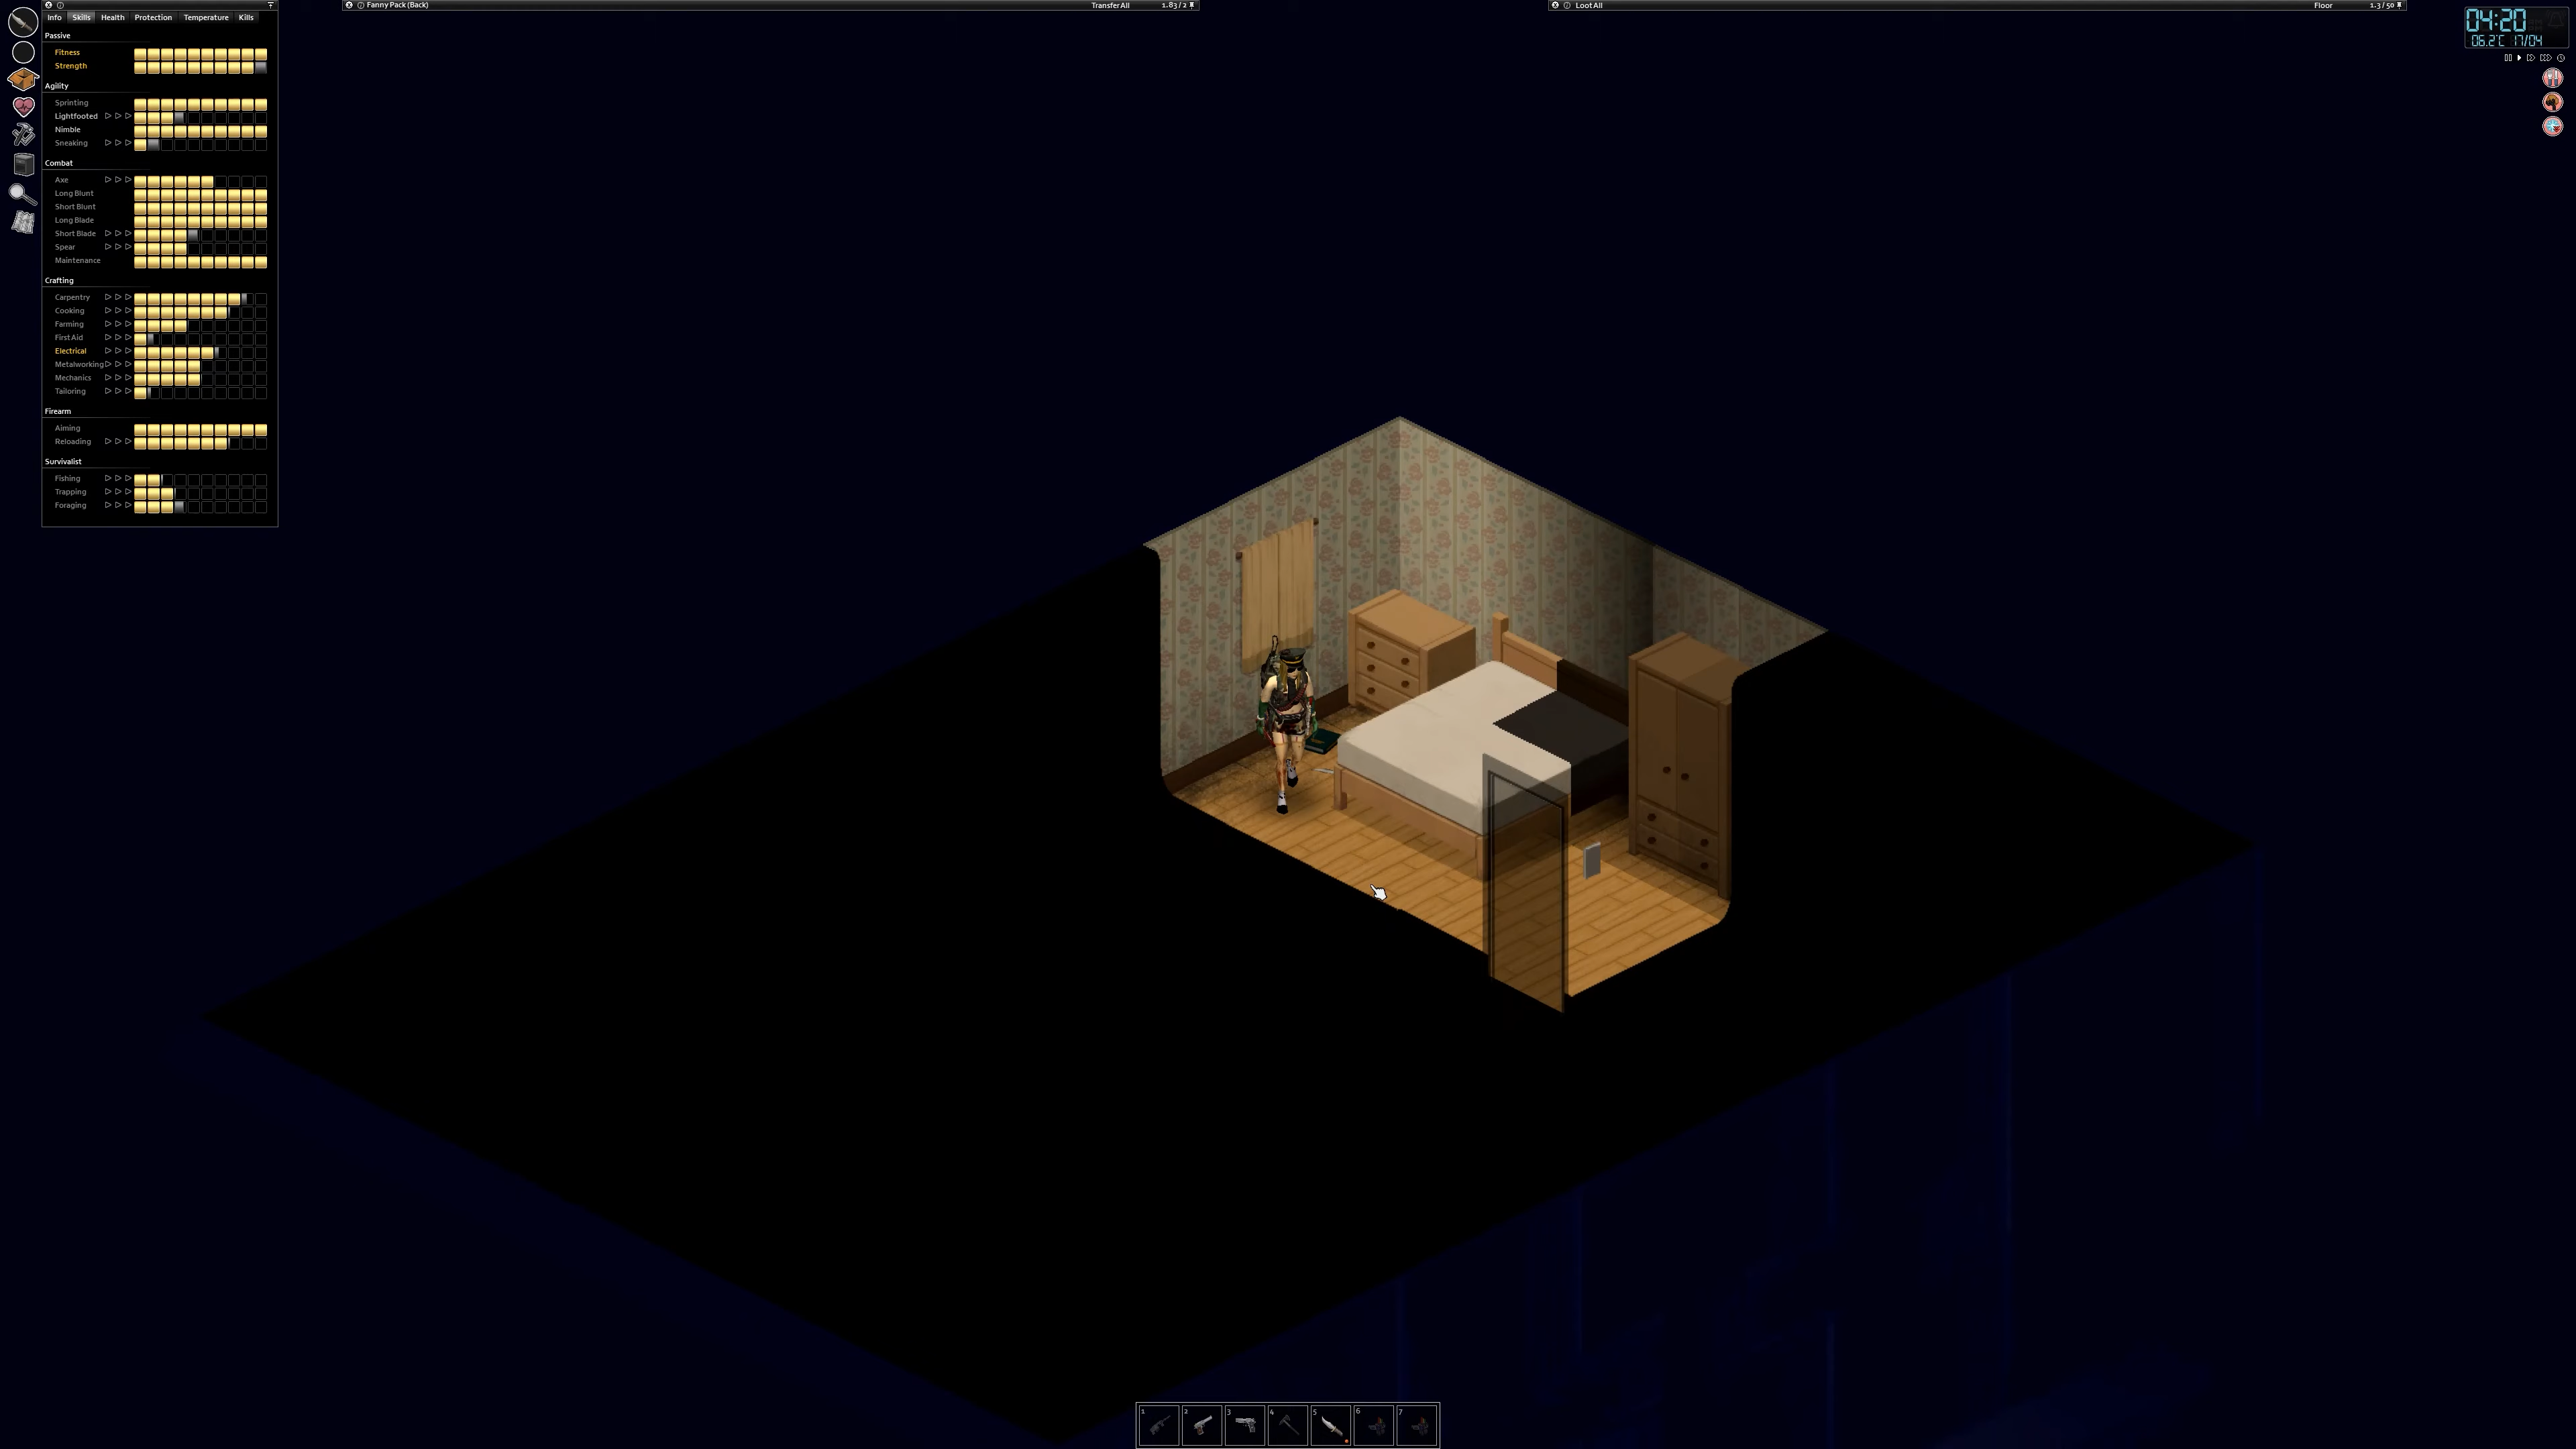 Info Skills Health Protection Temperature Kills
Passive
Fitness
Strength
Agility
Sprinting
Lightfooted
Nimble
Sneaking
Combat
Axe
Long Blunt
Short Blunt
Long Blade
Short Blade
Spear
Maintenance
Crafting
Carpentry
Cooking
Farming
First Aid
Electrical
Metalworking
Mechanics
Tailoring
Firearm
Aiming
Reloading
Survivalist
Fishing
Trapping
Foraging
Fanny Pack (Back) Transfer All 1.83 / 2
Loot All Floor 1.3 / 50
04:20
06.2°C 17/04
1 2 3 4 5 6 7